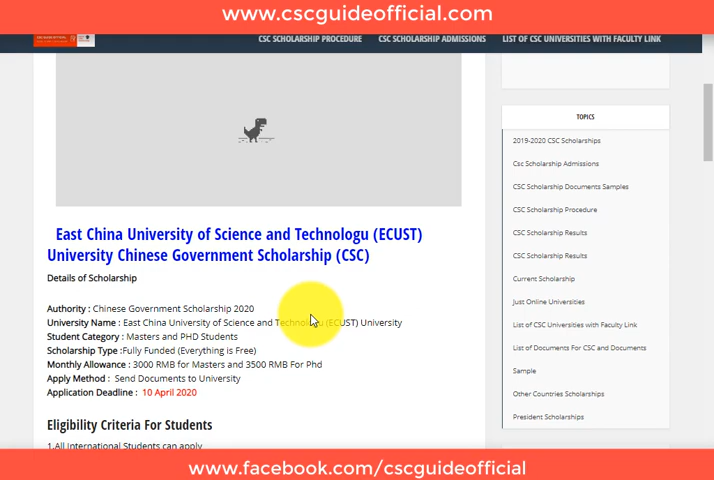 www.cscguideofficial.com
CSC SCHOLARSHIP PROCEDURE
CSC SCHOLARSHIP ADMISSIONS
LIST OF CSC UNIVERSITIES WITH FACULTY LINK
East China University of Science and Technologu (ECUST)
University Chinese Government Scholarship (CSC)
Details of Scholarship
Authority : Chinese Government Scholarship 2020
University Name : East China University of Science and Technologu (ECUST) University
Student Category : Masters and PHD Students
Scholarship Type :Fully Funded (Everything is Free)
Monthly Allowance : 3000 RMB for Masters and 3500 RMB For Phd
Apply Method : Send Documents to University
Application Deadline : 10 April 2020
Eligibility Criteria For Students
1.All International Students can apply
TOPICS
2019-2020 CSC Scholarships
Csc Scholarship Admissions
CSC Scholarship Documents Samples
CSC Scholarship Procedure
CSC Scholarship Results
CSC Scholarship Results
Current Scholarship
Just Online Universities
List of CSC Universities with Faculty Link
List of Documents For CSC and Documents
Sample
Other Countries Scholarships
President Scholarships
www.facebook.com/cscguideofficial